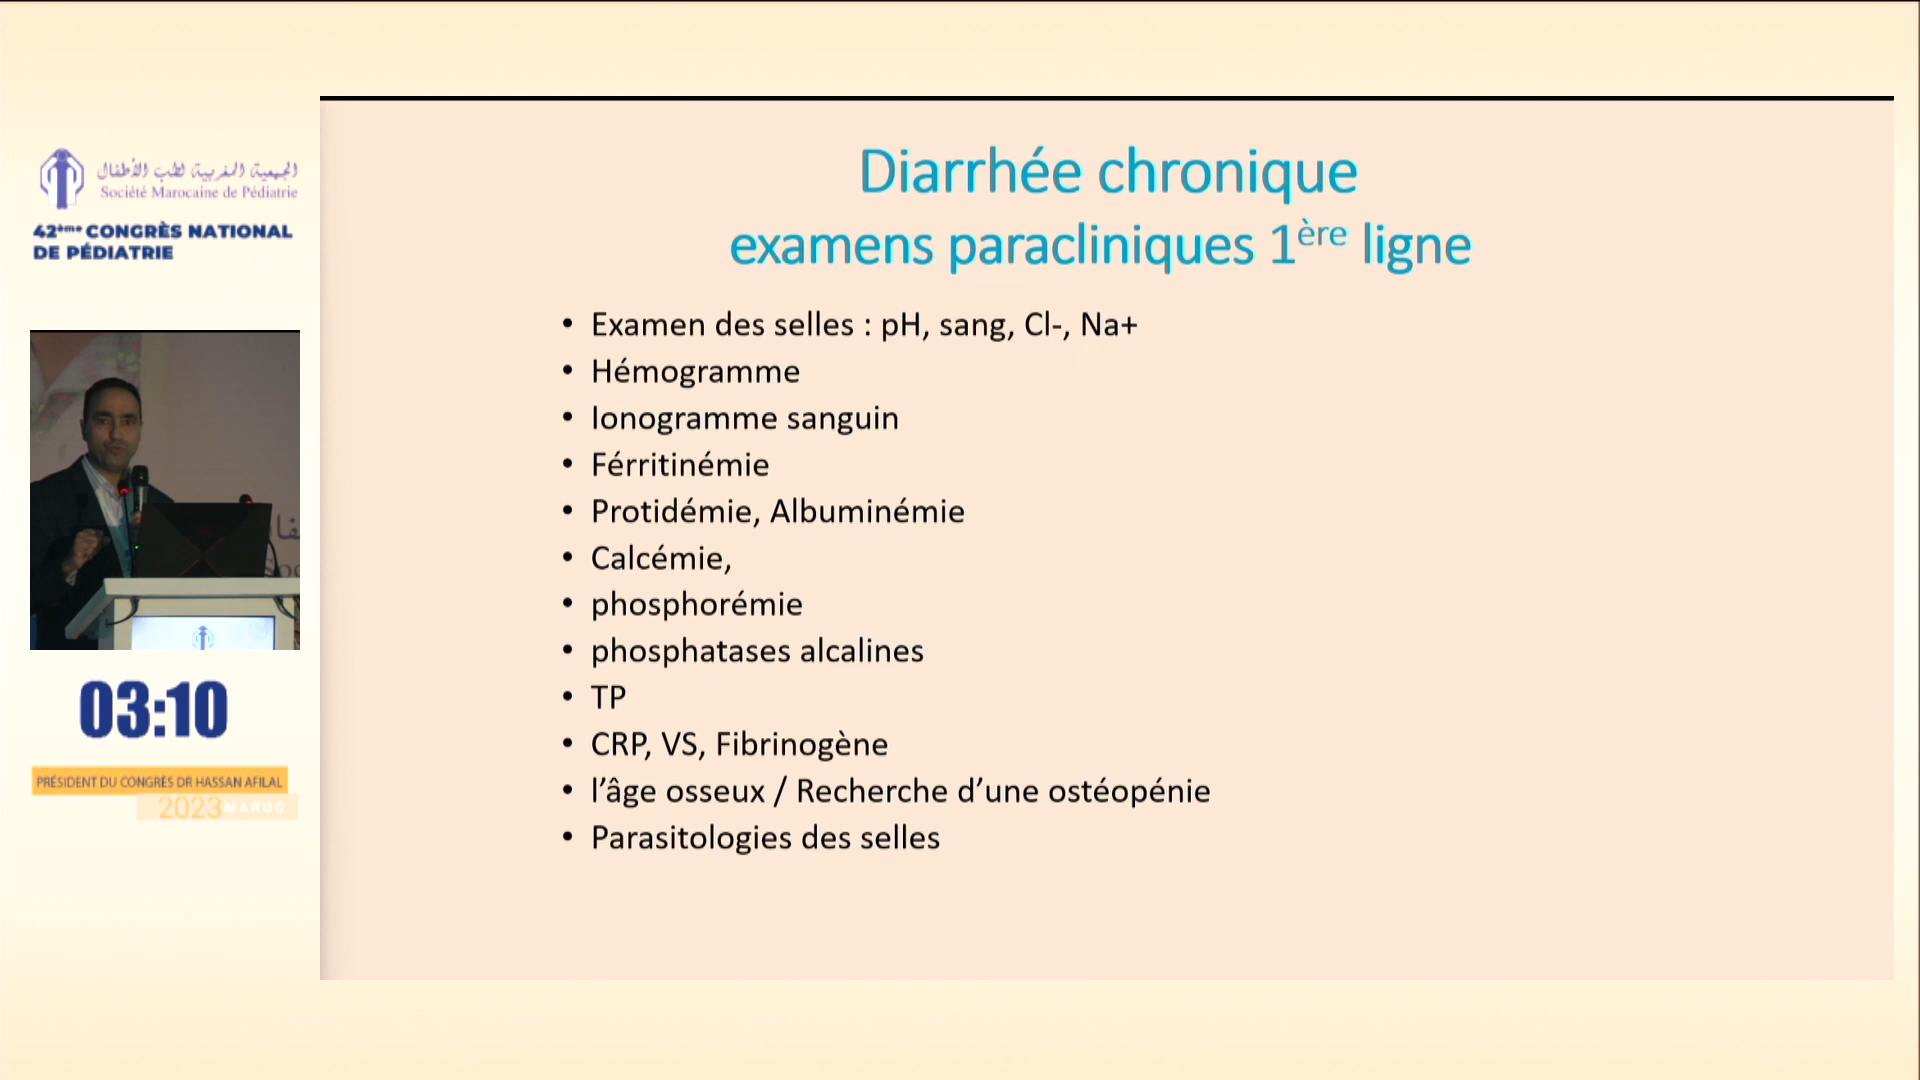 الجمعية المغربية لطب الأطفال
Société Marocaine de Pédiatrie
42ème CONGRÈS NATIONAL
DE PÉDIATRIE
03:10
PRÉSIDENT DU CONGRÈS DR HASSAN AFILAL
2023 MAROC
Diarrhée chronique
examens paracliniques 1ère ligne
• Examen des selles : pH, sang, Cl-, Na+
• Hémogramme
• Ionogramme sanguin
• Férritinémie
• Protidémie, Albuminémie
• Calcémie,
• phosphorémie
• phosphatases alcalines
• TP
• CRP, VS, Fibrinogène
• l’âge osseux / Recherche d’une ostéopénie
• Parasitologies des selles